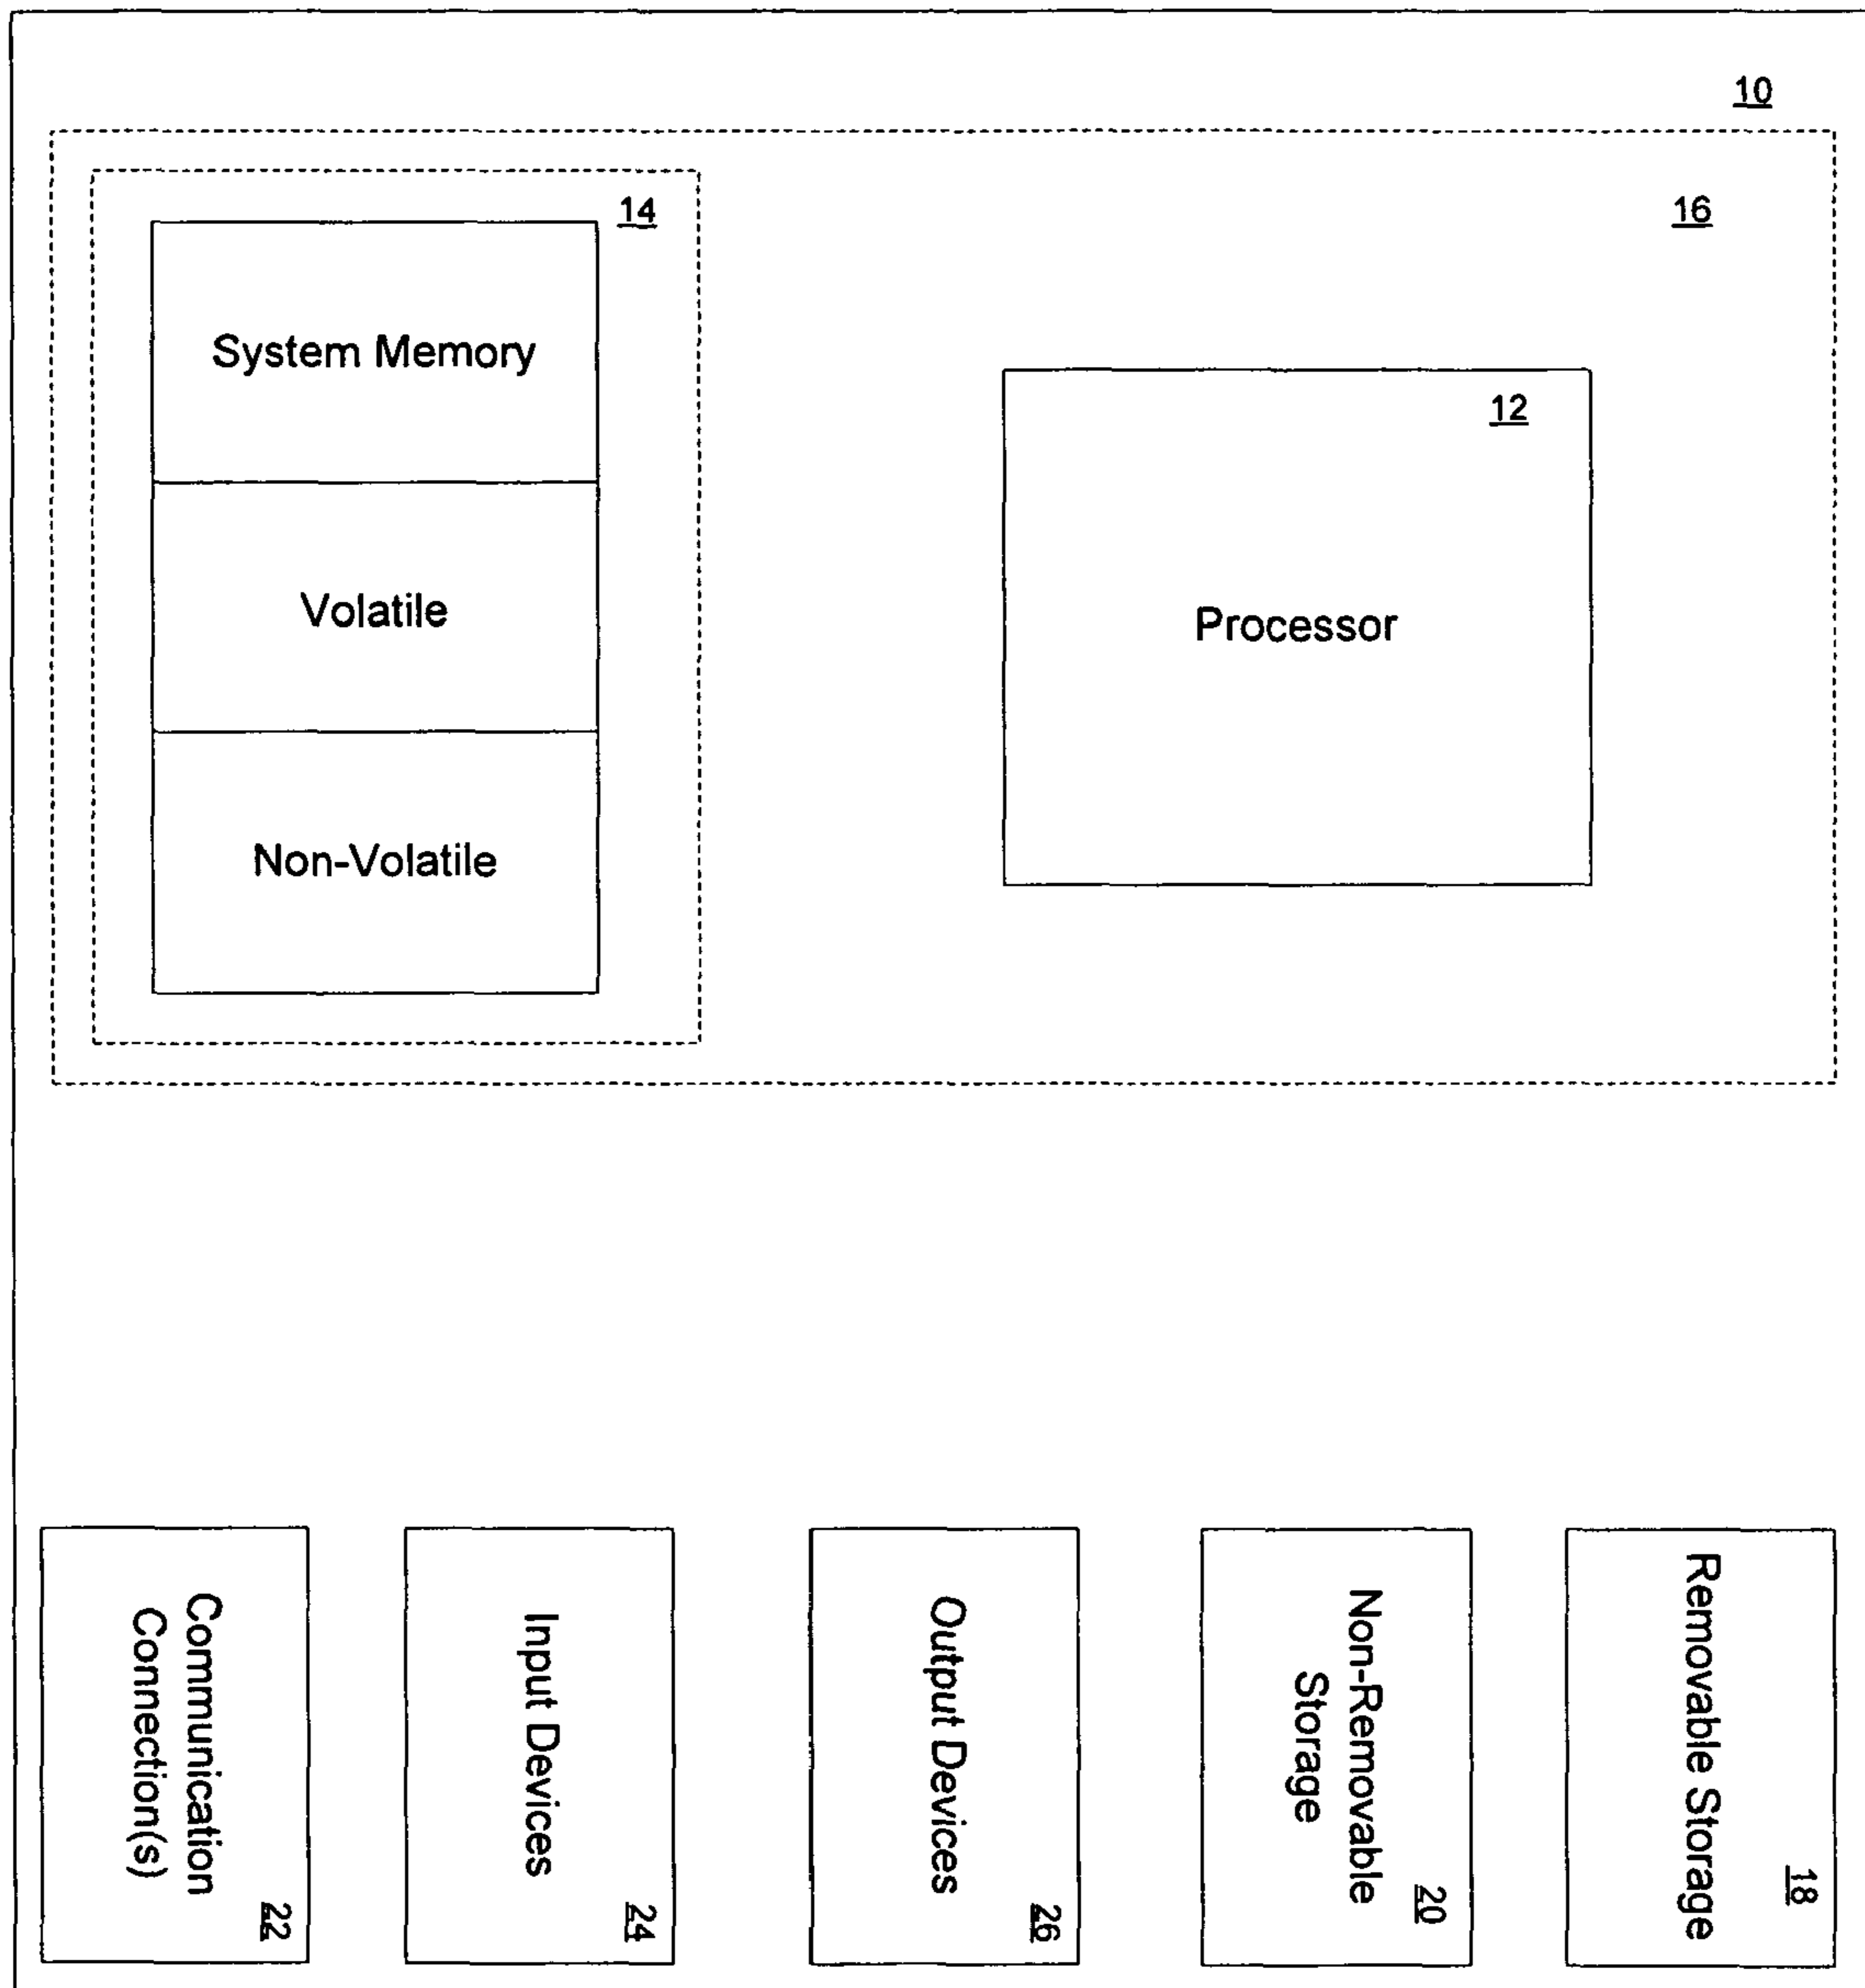 10
16
14
System Memory
Volatile
Non-Volatile
12
Processor
Communication
Connection(s)
22
Input Devices
24
Output Devices
26
Non-Removable
Storage
20
Removable Storage
18